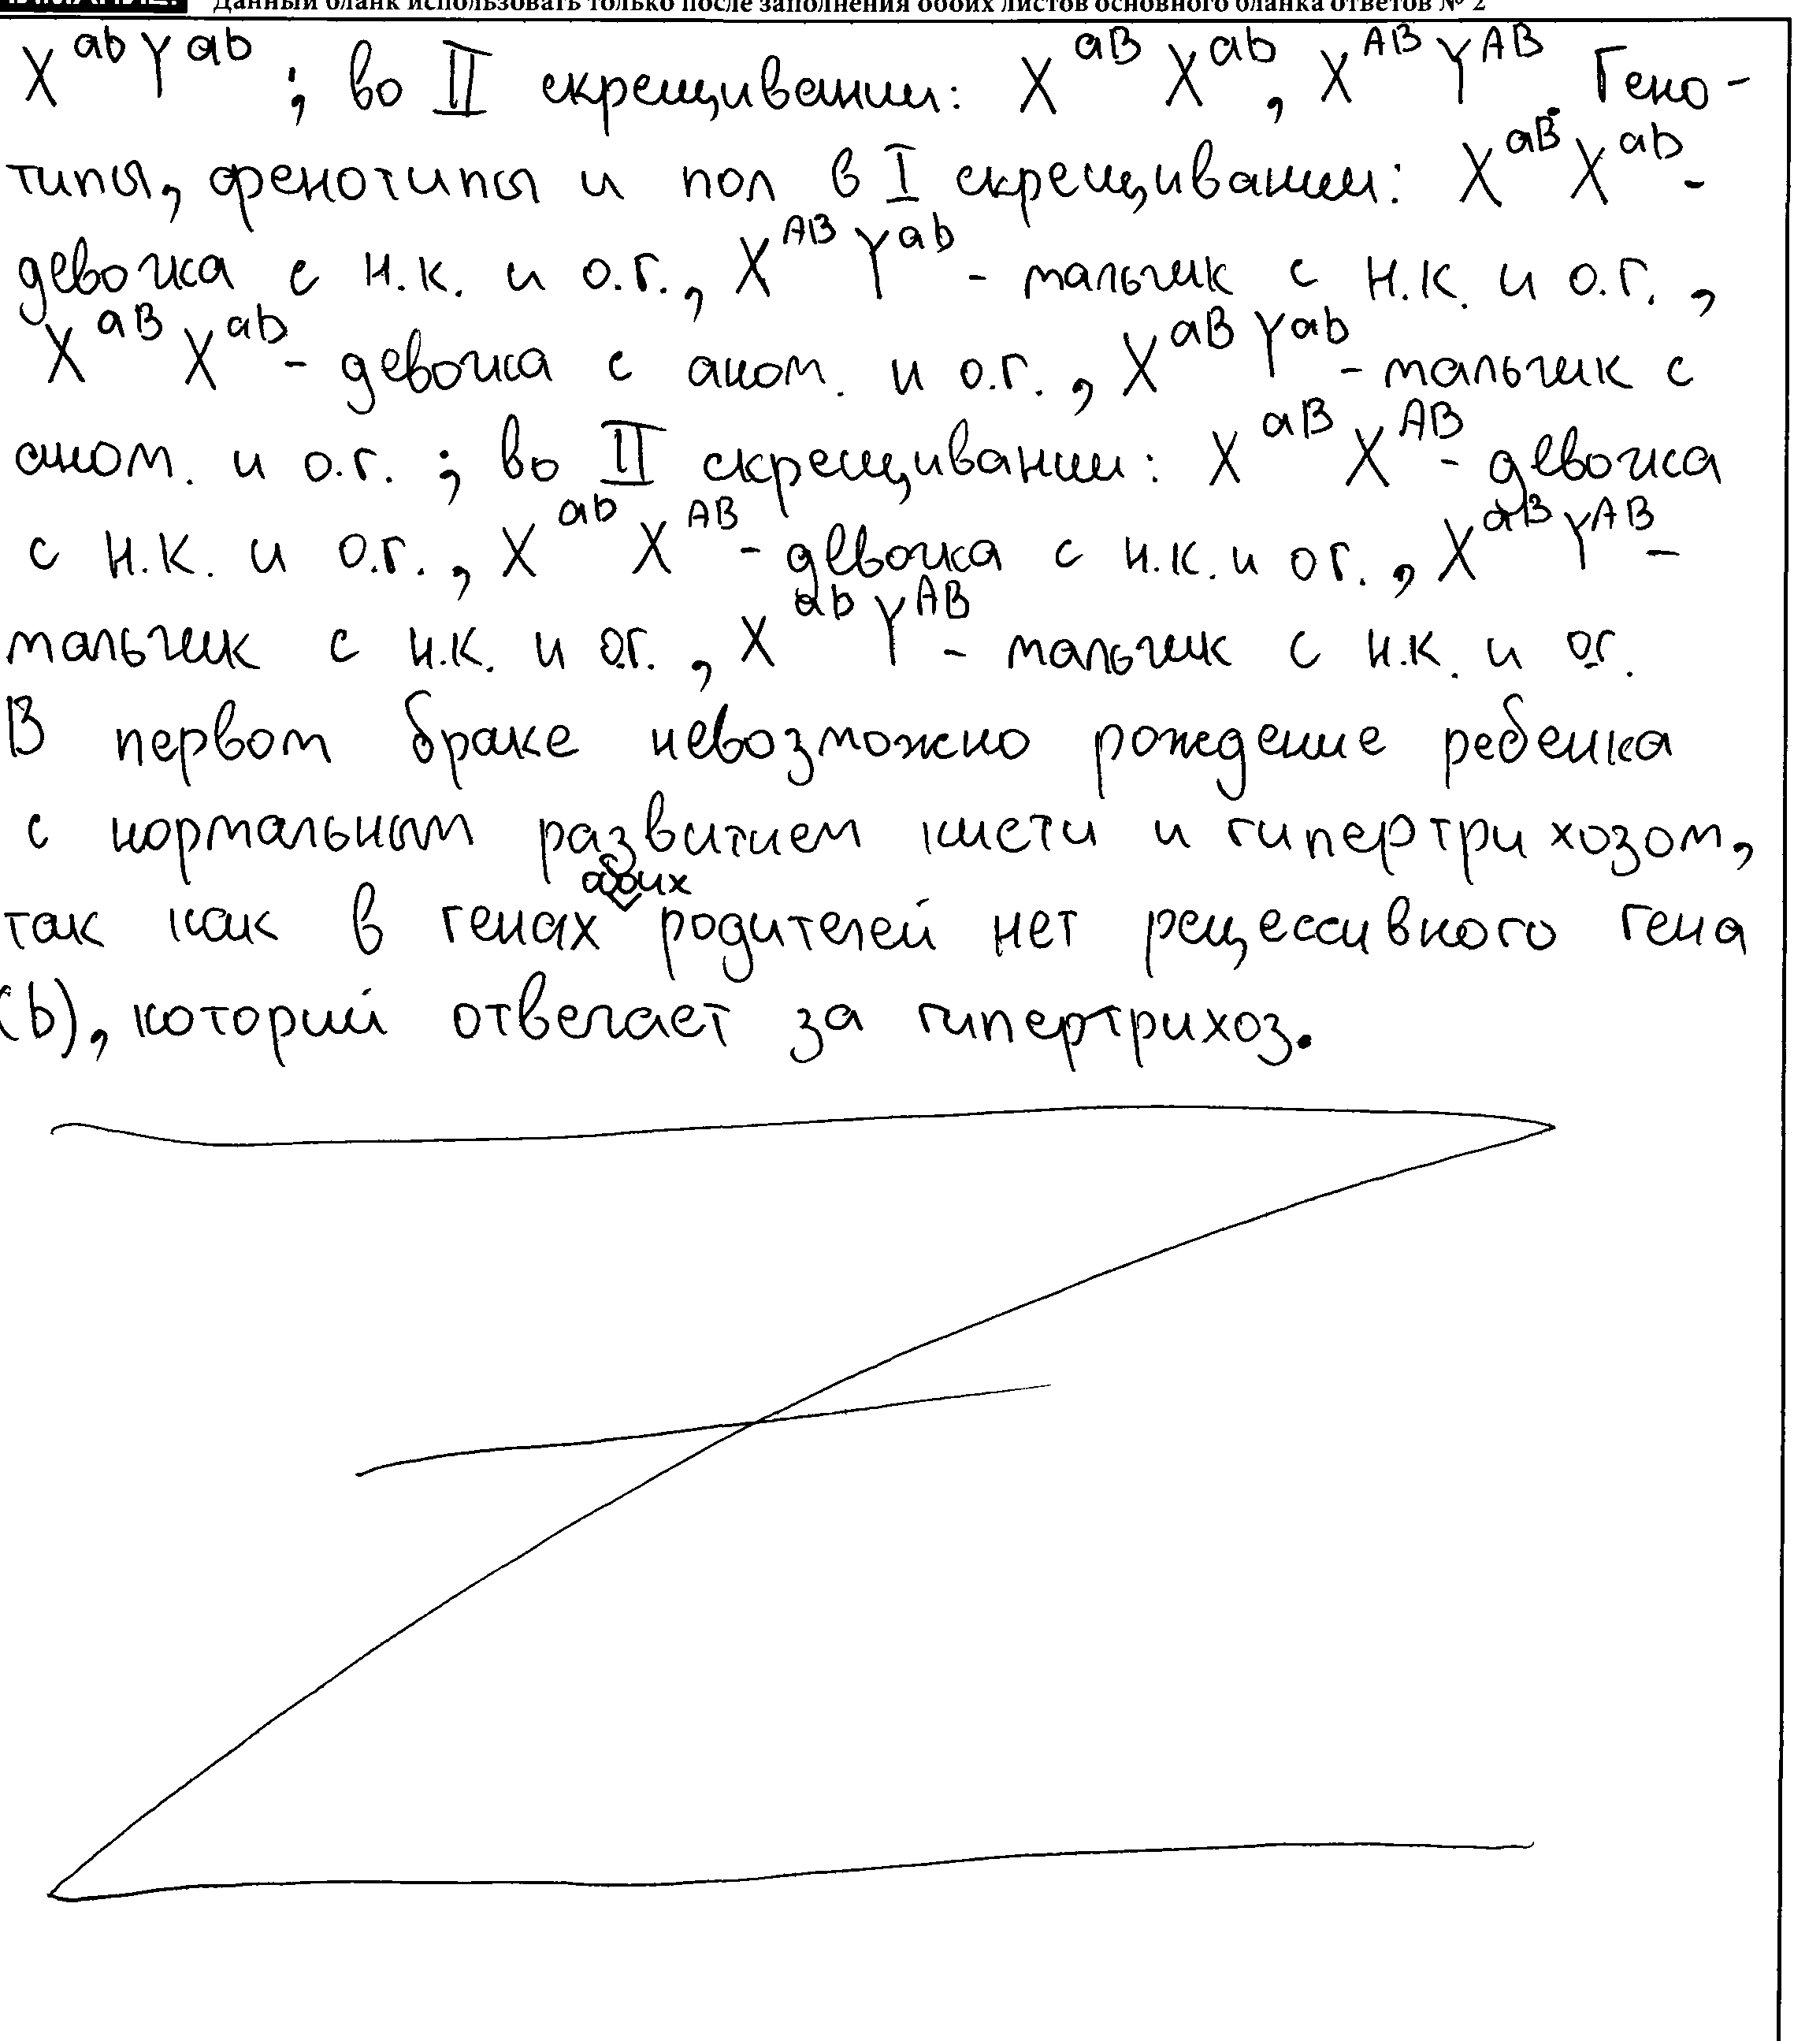 Данный бланк использовать только после заполнения обоих листов основного бланка ответов № 2
X^ab Y^ab ; во II скрещивании: X^aB X^ab, X^AB Y^AB. Гено-
типы, фенотипы и пол в I скрещивании: X^aB X^ab -
девочка с н.к. и о.г., X^AB Y^ab - мальчик с н.к. и о.г.,
X^aB X^ab - девочка с аном. и о.г., X^aB Y^ab - мальчик с
аном. и о.г. ; во II скрещивании: X^aB X^AB - девочка
с н.к. и о.г., X^ab X^AB - девочка с н.к. и ог., X^aB Y^AB -
мальчик с н.к. и о.г., X^ab Y^AB - мальчик с н.к. и о.г.
В первом браке невозможно рождение ребенка
с нормальным развитием кисти и гипертрихозом,
так как в генах обоих родителей нет рецессивного гена
(b), который отвечает за гипертрихоз.